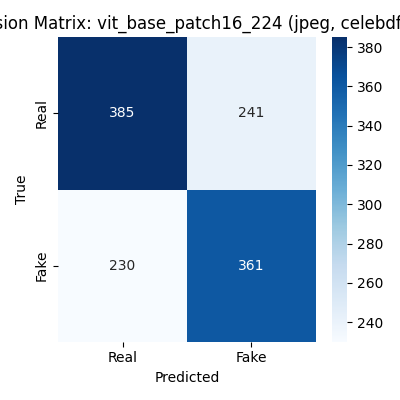 sion Matrix: vit_base_patch16_224 (jpeg, celebdf
Real
385
241
True
Fake
230
361
Real
Fake
Predicted
380
360
340
320
300
280
260
240